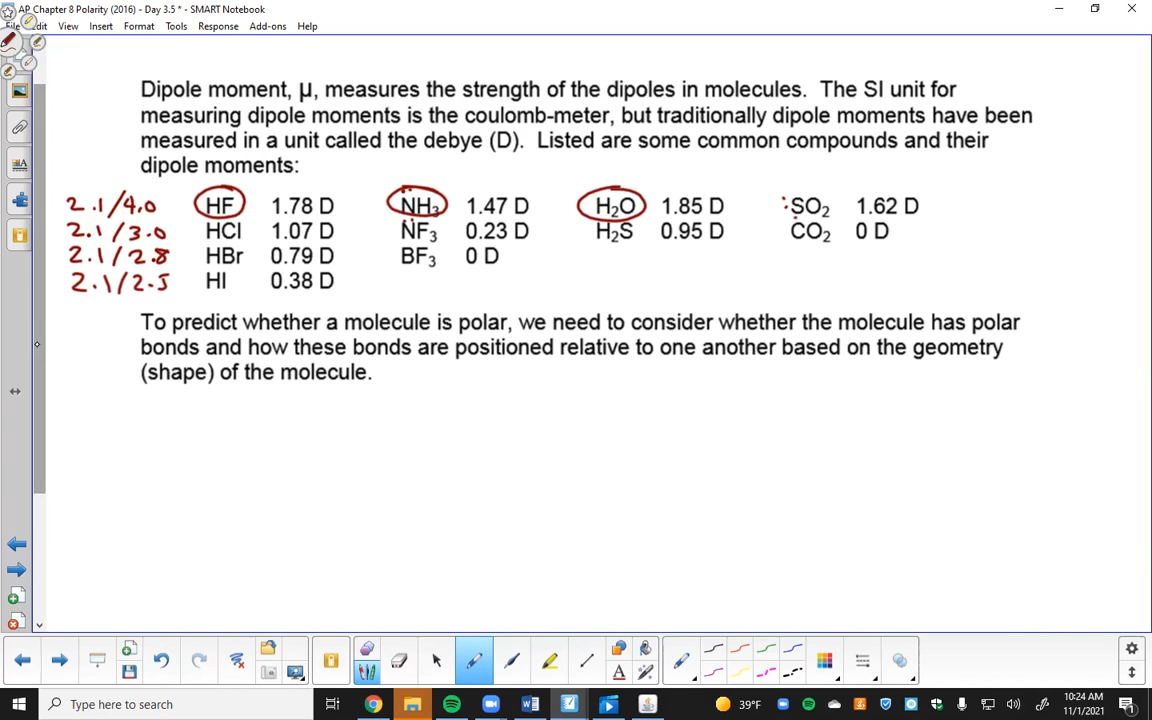 AP Chapter 8 Polarity (2016) - Day 3.5 * - SMART Notebook
File Edit View Insert Format Tools Response Add-ons Help
Dipole moment, μ, measures the strength of the dipoles in molecules. The SI unit for
measuring dipole moments is the coulomb-meter, but traditionally dipole moments have been
measured in a unit called the debye (D). Listed are some common compounds and their
dipole moments:
2.1/4.0 HF 1.78 D NH3 1.47 D H2O 1.85 D SO2 1.62 D
2.1/3.0 HCl 1.07 D NF3 0.23 D H2S 0.95 D CO2 0 D
2.1/2.8 HBr 0.79 D BF3 0 D
2.1/2.5 HI 0.38 D
To predict whether a molecule is polar, we need to consider whether the molecule has polar
bonds and how these bonds are positioned relative to one another based on the geometry
(shape) of the molecule.
Type here to search
39°F
10:24 AM
11/1/2021